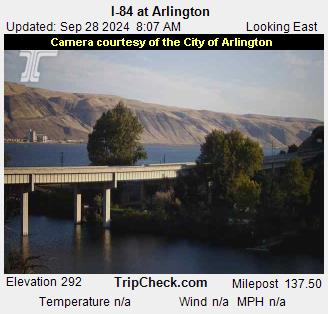 I-84 at Arlington
Updated: Sep 28 2024 8:07 AM Looking East
Camera courtesy of the City of Arlington
Elevation 292 TripCheck.com Milepost 137.50
Temperature n/a Wind n/a MPH n/a